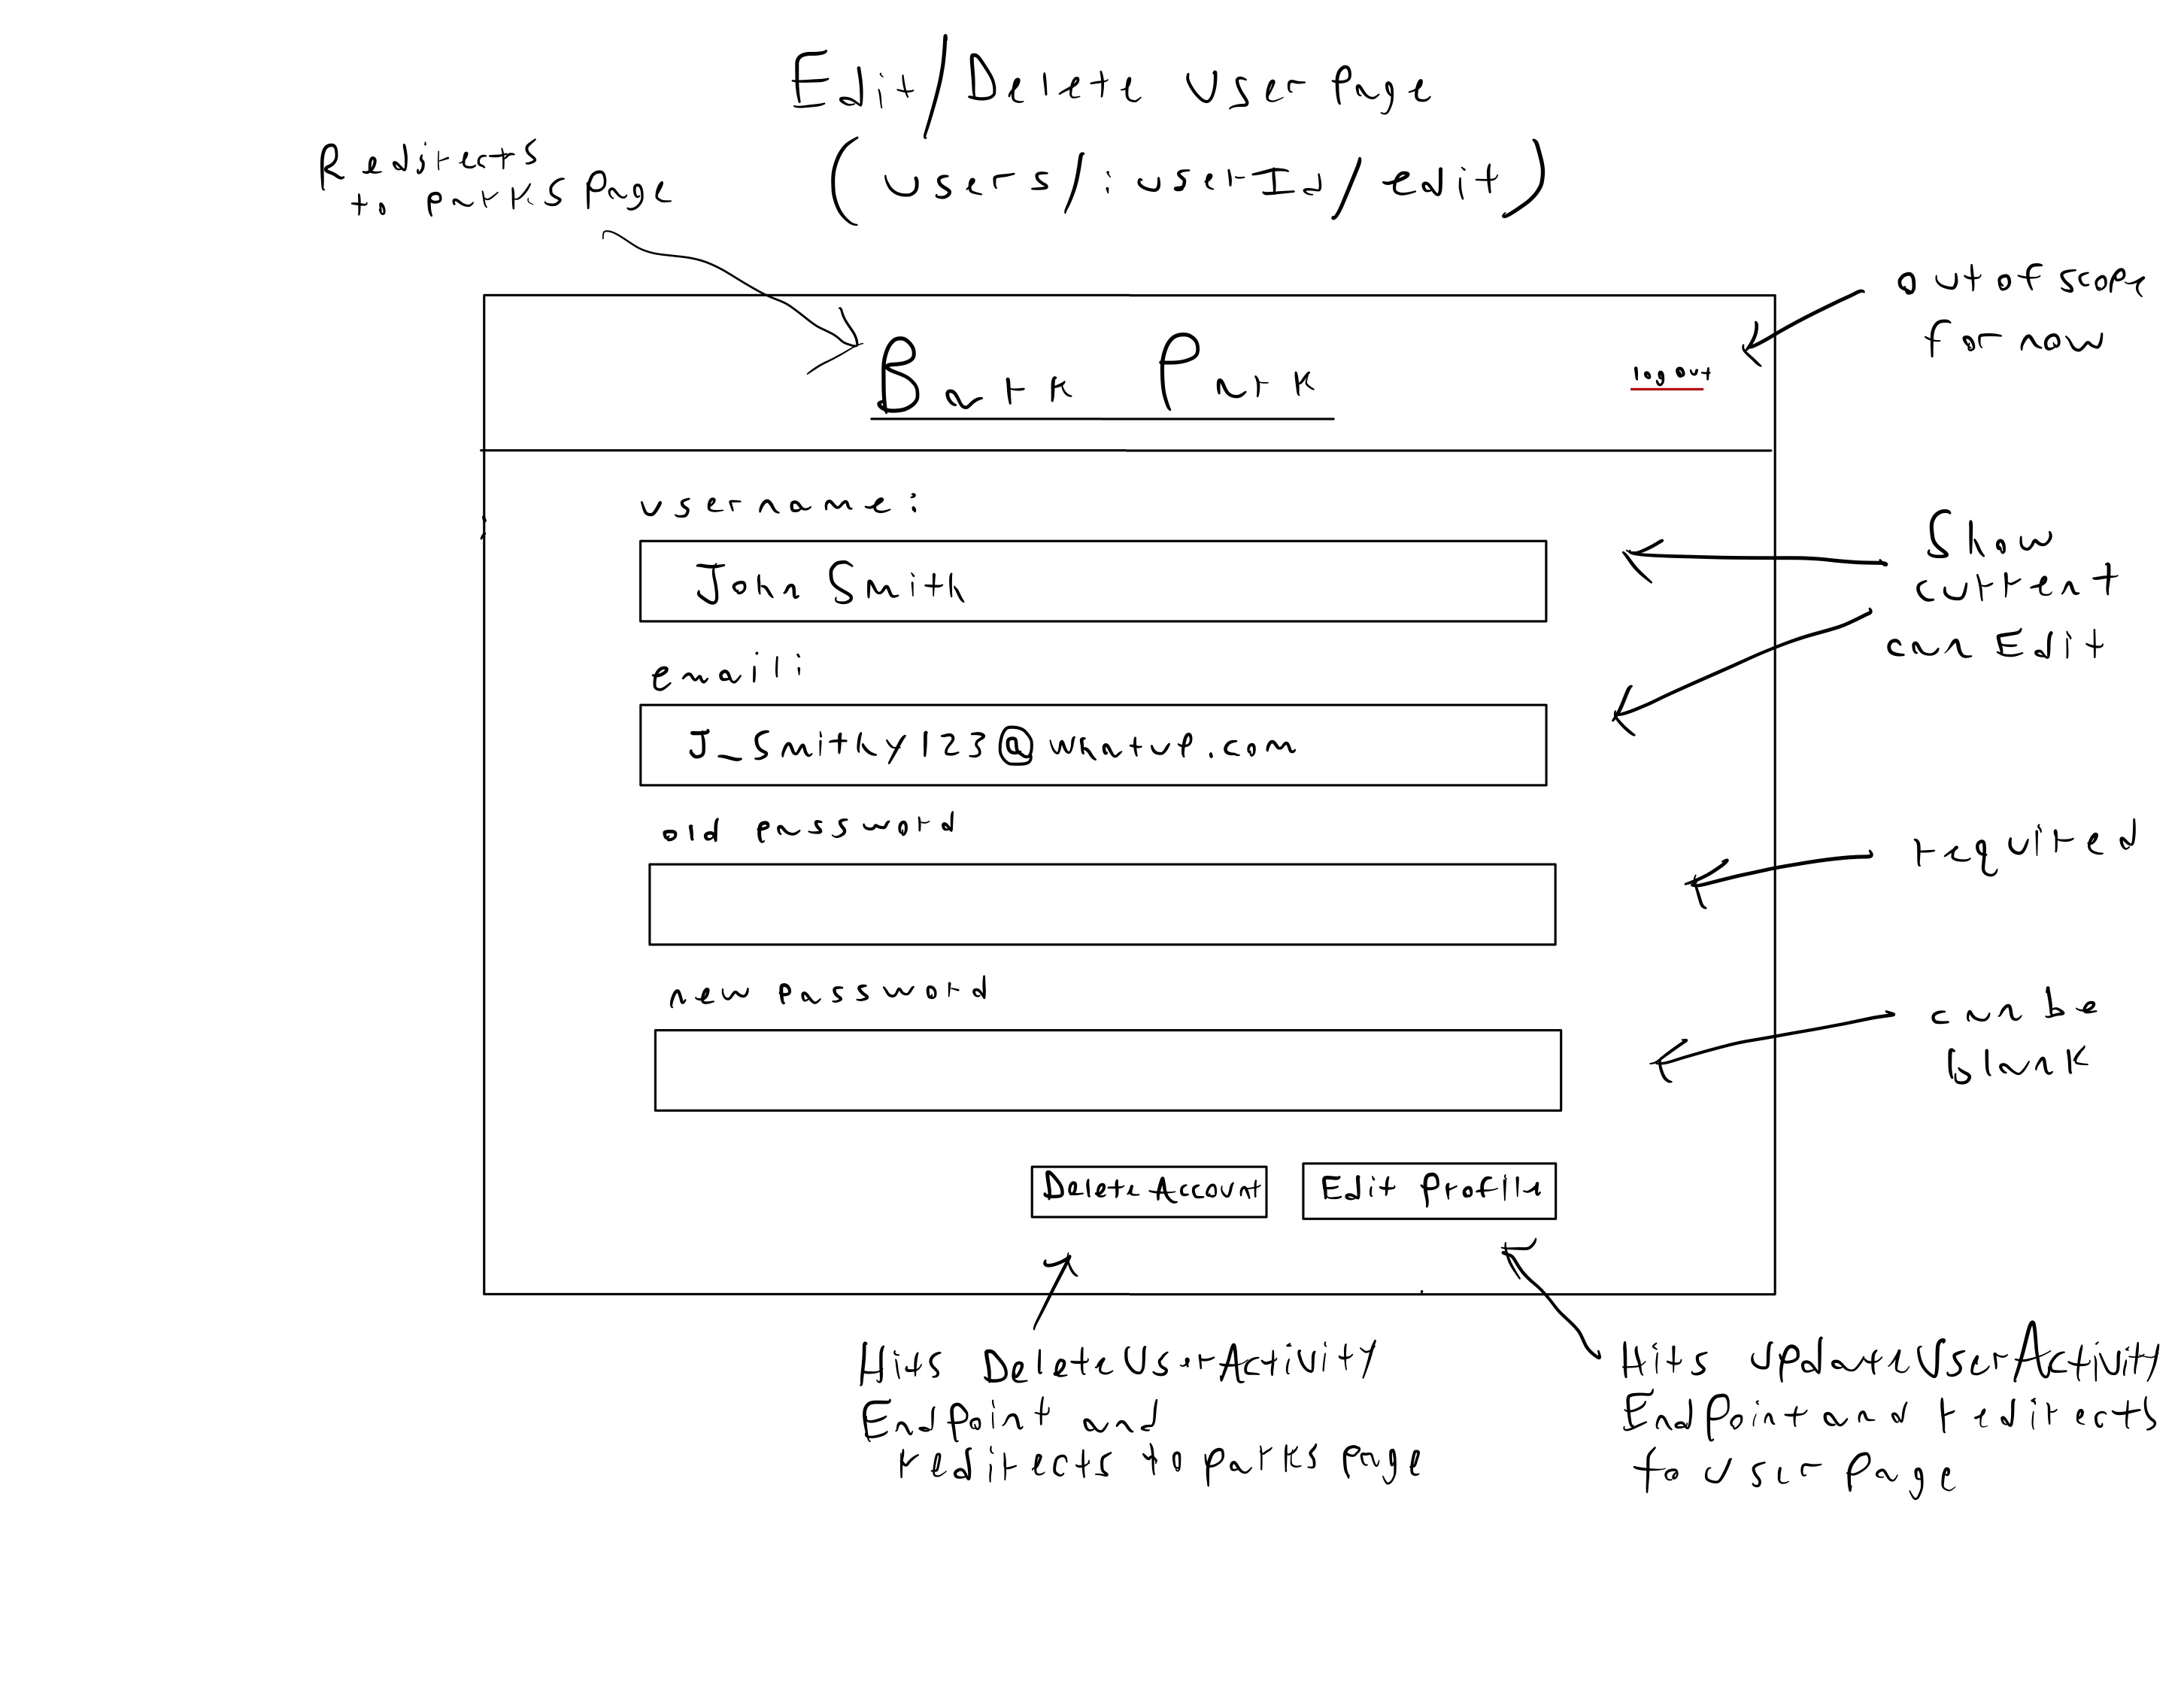 Edit/Delete User Page
(users/:userId/edit)
Redirects
to parks page
out of scope
for now
Bark Park
logout
username:
John Smith
Show
current
can Edit
email:
J_Smithy123@whatup.com
old password
required
new password
can be
blank
Delete Account
Edit Profile
Hits DeleteUserActivity
Endpoint and
redirects to parks page
Hits UpdateUserActivity
EndPoint and redirects
to user page